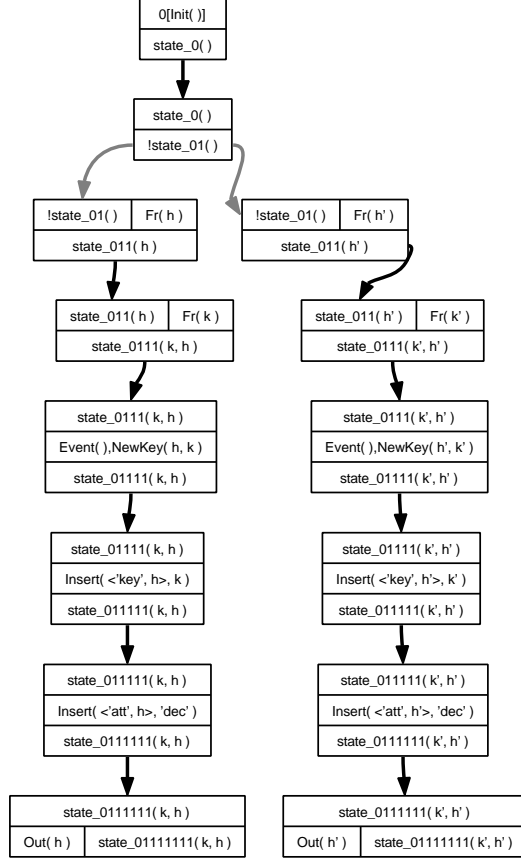 0[Init( )]
state_0( )
state_0( )
!state_01( )
!state_01( ) Fr( h )
state_011( h )
!state_01( ) Fr( h' )
state_011( h' )
state_011( h ) Fr( k )
state_0111( k, h )
state_011( h' ) Fr( k' )
state_0111( k', h' )
state_0111( k, h )
Event( ),NewKey( h, k )
state_01111( k, h )
state_0111( k', h' )
Event( ),NewKey( h', k' )
state_01111( k', h' )
state_01111( k, h )
Insert( <'key', h>, k )
state_011111( k, h )
state_01111( k', h' )
Insert( <'key', h'>, k' )
state_011111( k', h' )
state_011111( k, h )
Insert( <'att', h>, 'dec' )
state_0111111( k, h )
state_011111( k', h' )
Insert( <'att', h'>, 'dec' )
state_0111111( k', h' )
state_0111111( k, h )
Out( h ) state_01111111( k, h )
state_0111111( k', h' )
Out( h' ) state_01111111( k', h' )